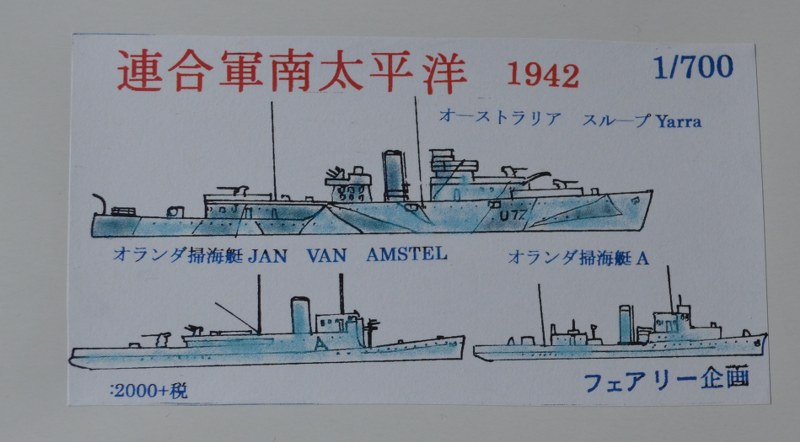 連合軍南太平洋 1942 1/700
オーストラリア スループ Yarra
U77
オランダ掃海艇 JAN VAN AMSTEL オランダ掃海艇 A
A
:2000+税 フェアリー企画